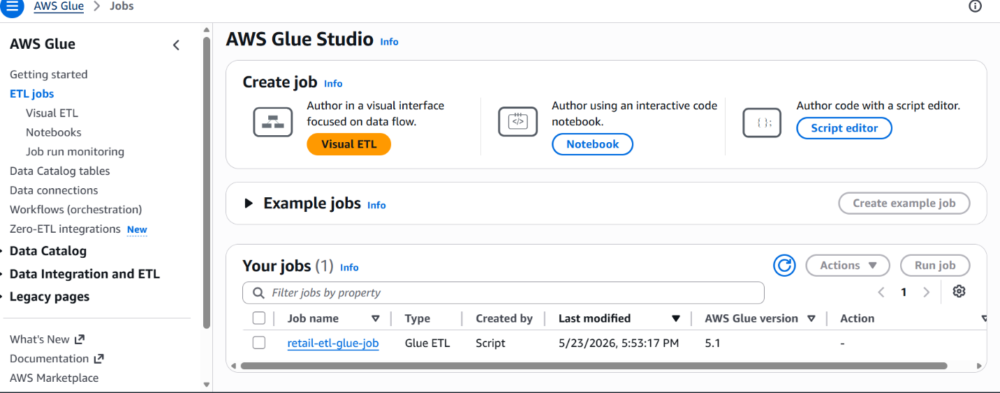 AWS Glue > Jobs
AWS Glue
Getting started
ETL jobs
Visual ETL
Notebooks
Job run monitoring
Data Catalog tables
Data connections
Workflows (orchestration)
Zero-ETL integrations New
Data Catalog
Data Integration and ETL
Legacy pages
What's New
Documentation
AWS Marketplace
AWS Glue Studio Info
Create job Info
Author in a visual interface
focused on data flow.
Visual ETL
</>
Author using an interactive code
notebook.
Notebook
{};
Author code with a script editor.
Script editor
Example jobs Info
Create example job
Your jobs (1) Info
Actions
Run job
Filter jobs by property
1
Job name Type Created by Last modified AWS Glue version Action
retail-etl-glue-job Glue ETL Script 5/23/2026, 5:53:17 PM 5.1 -